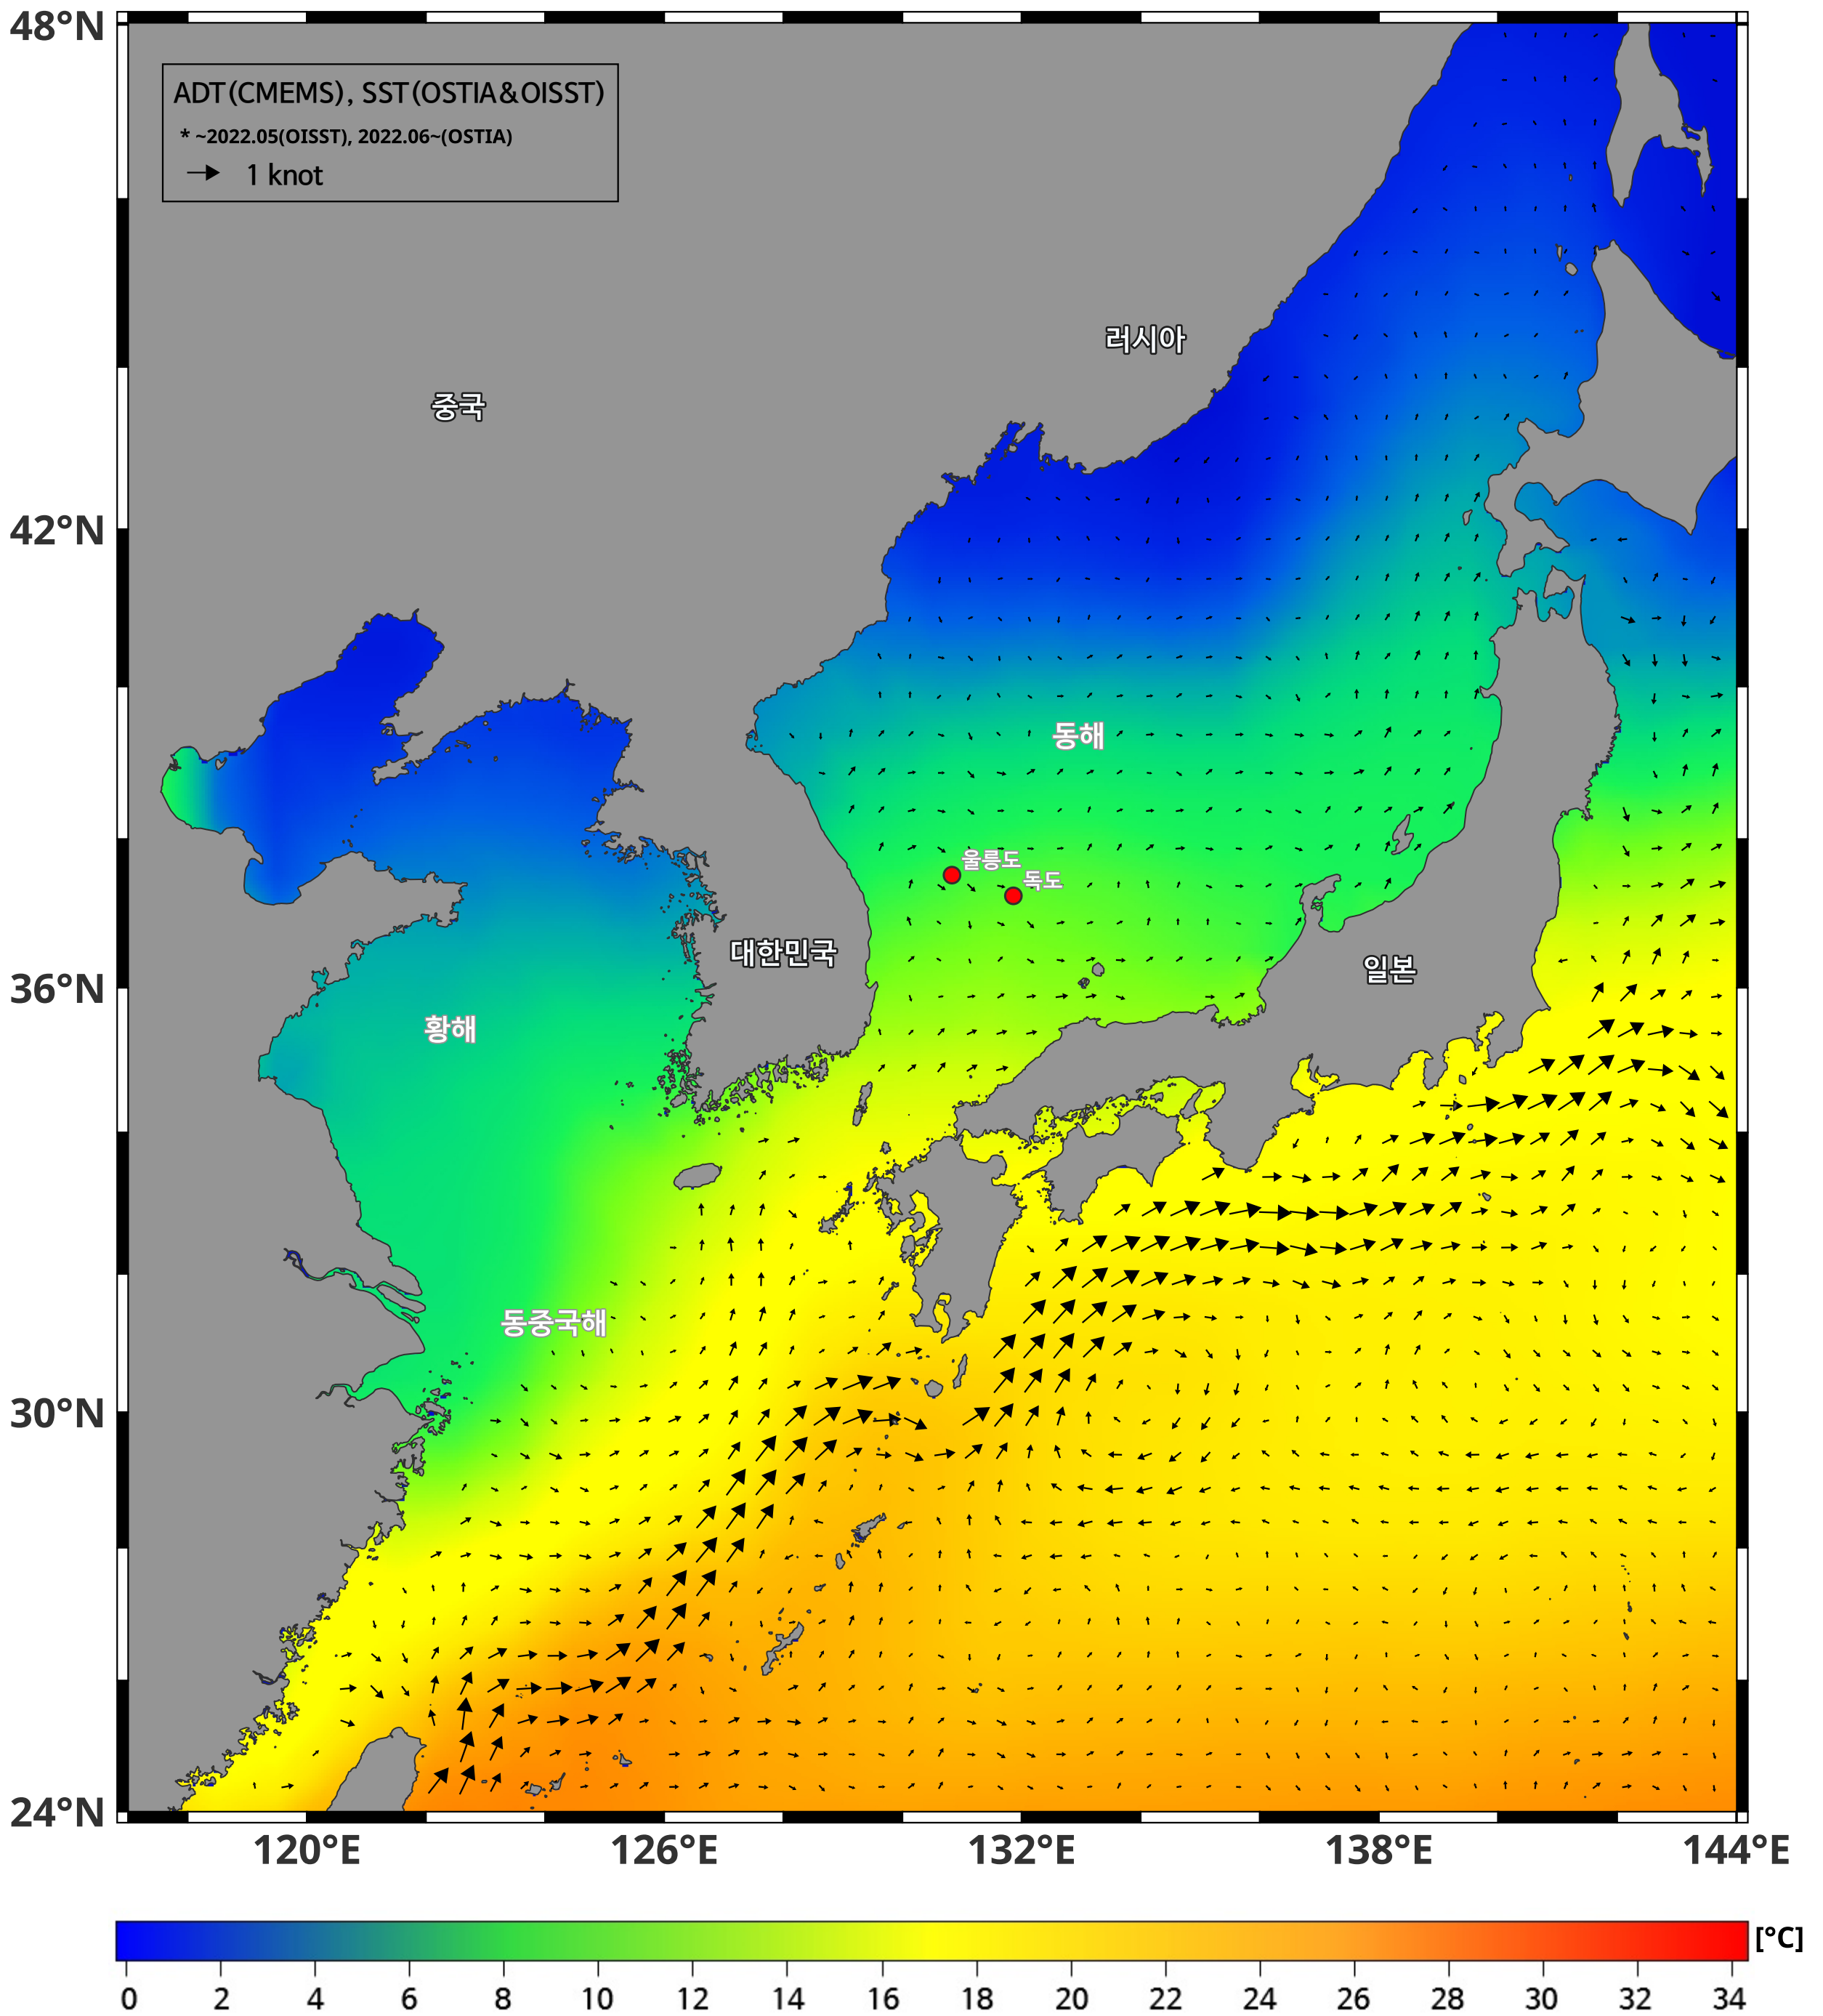 48°N
ADT(CMEMS), SST(OSTIA&OISST)
* ~2022.05(OISST), 2022.06~(OSTIA)
1 knot
러시아
중국
42°N
동해
울릉도
독도
대한민국
일본
36°N
황해
동중국해
30°N
24°N
120°E 126°E 132°E 138°E 144°E
[°C]
0 2 4 6 8 10 12 14 16 18 20 22 24 26 28 30 32 34